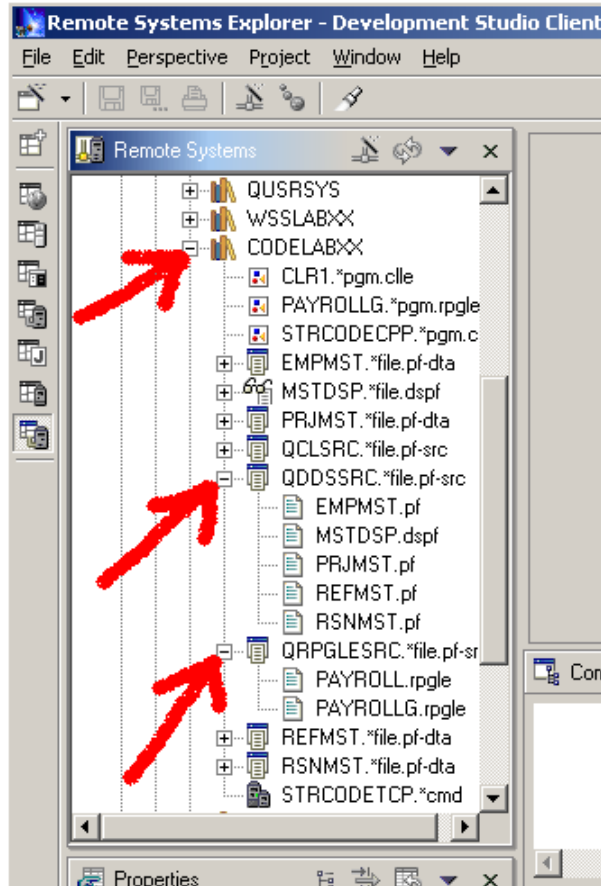 Remote Systems Explorer - Development Studio Client
File Edit Perspective Project Window Help
Remote Systems
QUSRSYS
WSSLABXX
CODELABXX
CLR1.*pgm.clle
PAYROLLG.*pgm.rpgle
STRCODECPP.*pgm.c
EMPMST.*file.pf-dta
MSTDSP.*file.dspf
PRJMST.*file.pf-dta
QCLSRC.*file.pf-src
QDDSSRC.*file.pf-src
EMPMST.pf
MSTDSP.dspf
PRJMST.pf
REFMST.pf
RSNMST.pf
QRPGLESRC.*file.pf-sr
Com
PAYROLL.rpgle
PAYROLLG.rpgle
REFMST.*file.pf-dta
RSNMST.*file.pf-dta
STRCODETCP.*cmd
Properties